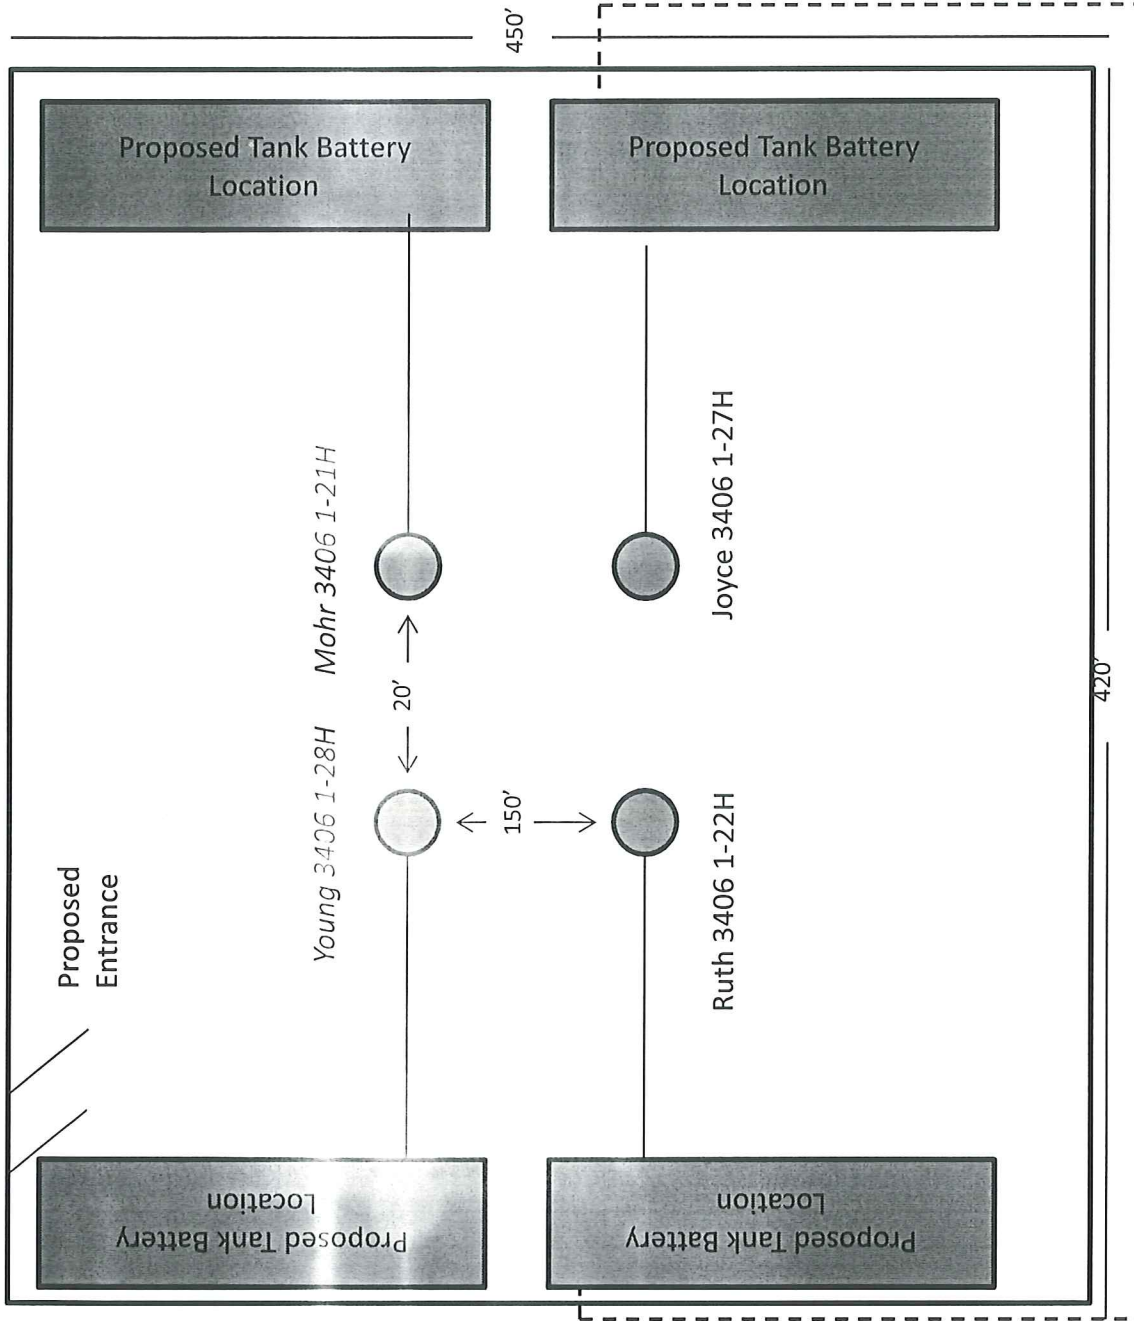 450'
Proposed Tank Battery
Location
Proposed Tank Battery
Location
Mohr 3406 1-21H
Joyce 3406 1-27H
20'
420'
Young 3406 1-28H
150'
Ruth 3406 1-22H
Proposed
Entrance
Proposed Tank Battery
Location
Proposed Tank Battery
Location